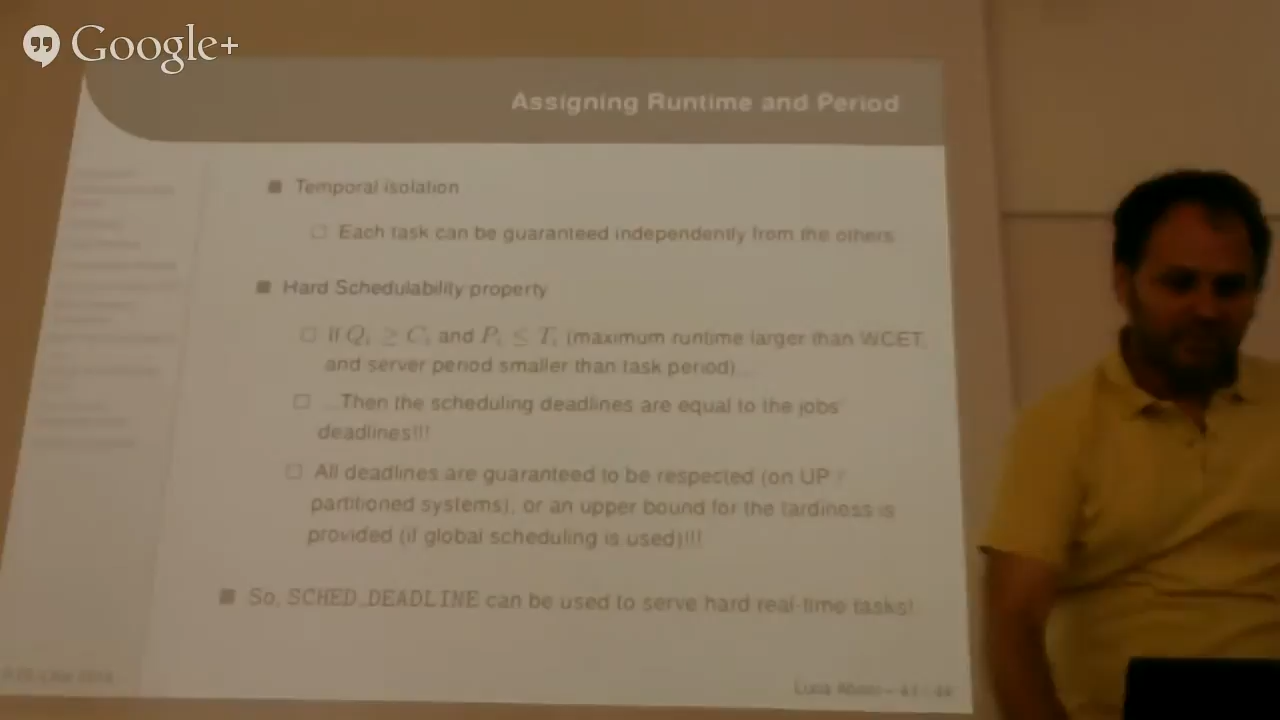 Google+
Assigning Runtime and Period
Temporal isolation
Each task can be guaranteed independently from the others
Hard Schedulability property
If Qᵢ ≥ Cᵢ and Pᵢ ≤ Tᵢ (maximum runtime larger than WCET,
and server period smaller than task period)...
...Then the scheduling deadlines are equal to the jobs'
deadlines!!!
All deadlines are guaranteed to be respected (on UP /
partitioned systems), or an upper bound for the tardiness is
provided (if global scheduling is used)!!!
So, SCHED_DEADLINE can be used to serve hard real-time tasks!
Luca Abeni –